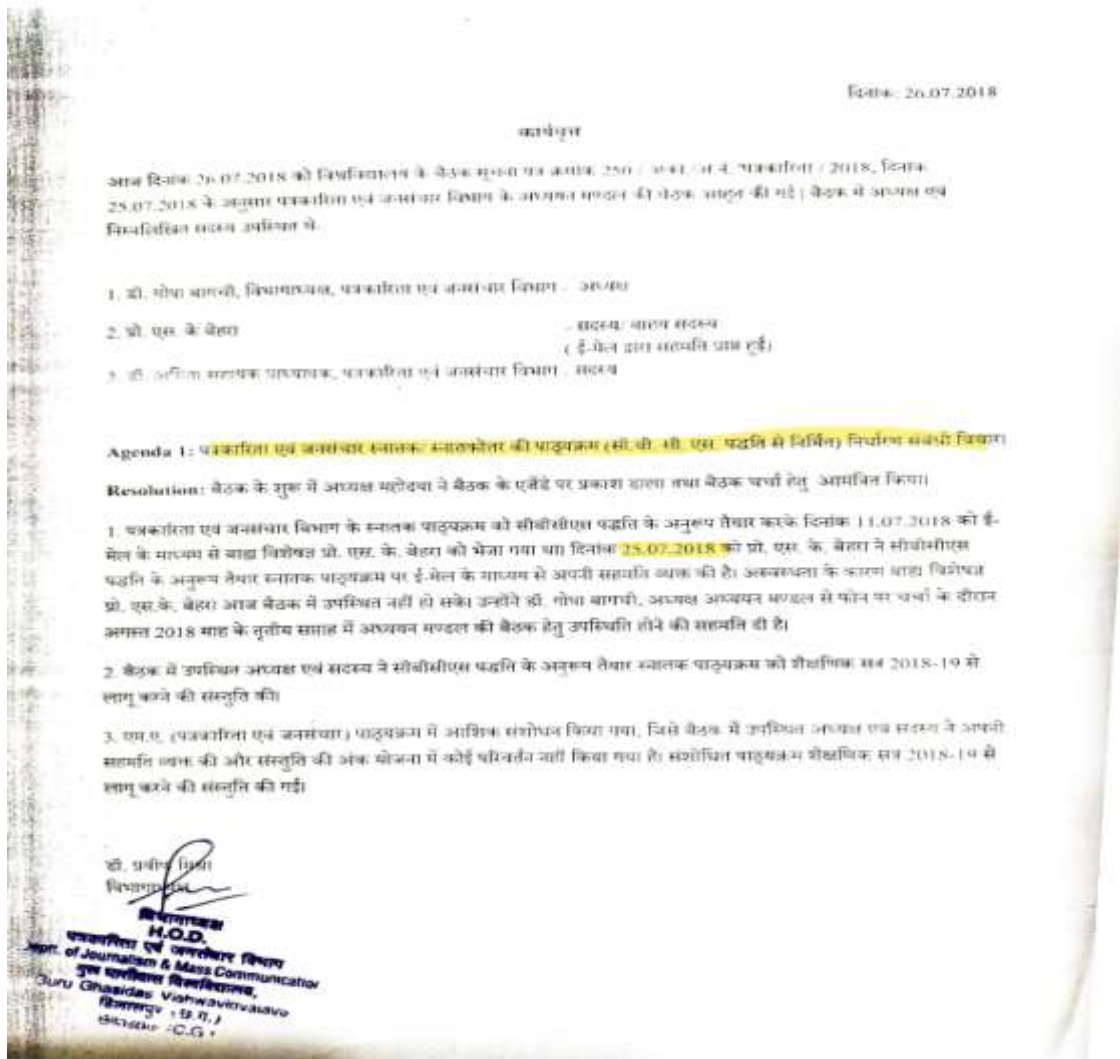 दिनांक: 26.07.2018
कार्यवृत्त
आज दिनांक 26.07.2018 को विश्वविद्यालय के बैठक सूचना पत्र क्रमांक 250 / पत्रकारिता / 2018, दिनांक
25.07.2018 के अनुसार पत्रकारिता एवं जनसंचार विभाग के अध्ययन मण्डल की बैठक आहूत की गई | बैठक में अध्यक्ष एवं
निम्नलिखित सदस्य उपस्थित थे-
1. डॉ. गोपा बागची, विभागाध्यक्ष, पत्रकारिता एवं जनसंचार विभाग - अध्यक्ष
2. प्रो. एस. के बेहरा - सदस्य/ बाहय सदस्य
( ई-मेल द्वारा सहमति प्राप्त हुई)
3. डॉ. सहायक प्राध्यापक, पत्रकारिता एवं जनसंचार विभाग - सदस्य
Agenda 1: पत्रकारिता एवं जनसंचार स्नातक/ स्नातकोत्तर की पाठ्यक्रम (सी. बी. सी. एस. पद्धति से निर्मित) निर्धारण संबंधी विचार।
Resolution: बैठक के शुरू में अध्यक्ष महोदया ने बैठक के एजेंडे पर प्रकाश डाला तथा बैठक चर्चा हेतु आमंत्रित किया।
1. पत्रकारिता एवं जनसंचार विभाग के स्नातक पाठ्यक्रम को सीबीसीएस पद्धति के अनुरूप तैयार करके दिनांक 11.07.2018 को ई-
मेल के माध्यम से बाह्य विशेषज्ञ प्रो. एस. के. बेहरा को भेजा गया था। दिनांक 25.07.2018 को प्रो. एस. के. बेहरा ने सीबीसीएस
पद्धति के अनुरूप तैयार स्नातक पाठ्यक्रम पर ई-मेल के माध्यम से अपनी सहमति व्यक्त की है। अस्वस्थता के कारण बाह्य विशेषज्ञ
प्रो. एस.के. बेहरा आज बैठक में उपस्थित नहीं हो सके। उन्होंने डॉ. गोपा बागची, अध्यक्ष अध्ययन मण्डल से फोन पर चर्चा के दौरान
अगस्त 2018 माह के तृतीय सप्ताह में अध्ययन मण्डल की बैठक हेतु उपस्थिति होने की सहमति दी है।
2. बैठक में उपस्थित अध्यक्ष एवं सदस्य ने सीबीसीएस पद्धति के अनुरूप तैयार स्नातक पाठ्यक्रम को शैक्षणिक सत्र 2018-19 से
लागू करने की संस्तुति की।
3. एम.ए. (पत्रकारिता एवं जनसंचार) पाठ्यक्रम में आंशिक संशोधन किया गया, जिसे बैठक में उपस्थित अध्यक्ष एवं सदस्य ने अपनी
सहमति व्यक्त की और संस्तुति की अंक योजना में कोई परिवर्तन नहीं किया गया है। संशोधित पाठ्यक्रम शैक्षणिक सत्र 2018-19 से
लागू करने की संस्तुति की गई।
डॉ.
विभागाध्यक्ष
विभागाध्यक्ष
H.O.D.
पत्रकारिता एवं जनसंचार विभाग
Deptt. of Journalism & Mass Communication
गुरू घासीदास विश्वविद्यालय,
Guru Ghasidas Vishwavidyalaya
बिलासपुर (छ.ग.)
(C.G.)